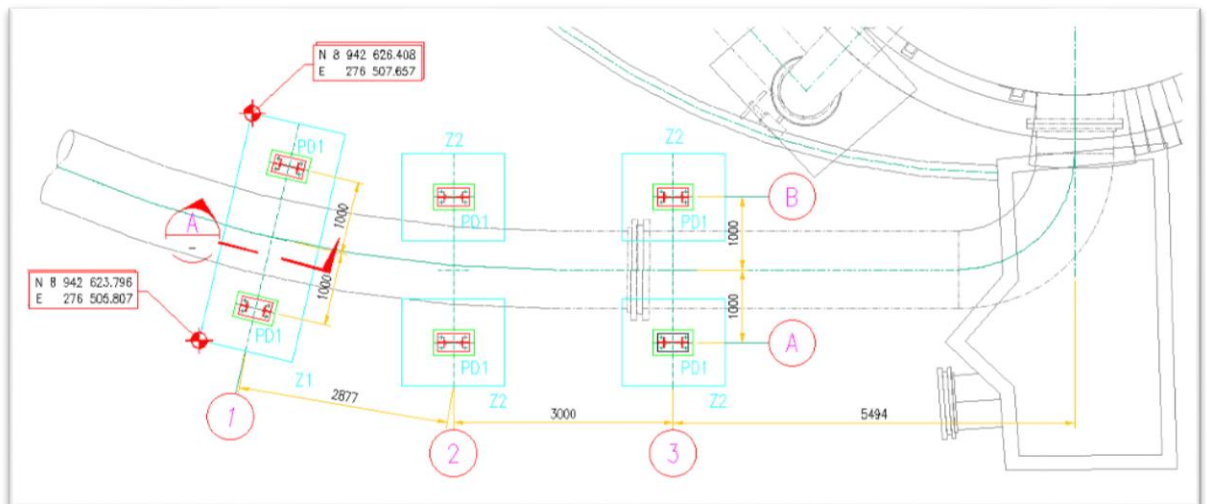 N 8 942 626.408
E 276 507.657
PD1
Z2
Z2
1000
PD1
PD1
B
A
-
1000
1000
N 8 942 623.796
E 276 505.807
1000
PD1
PD1
PD1
A
Z1
Z2
Z2
2877
3000
5494
1
2
3